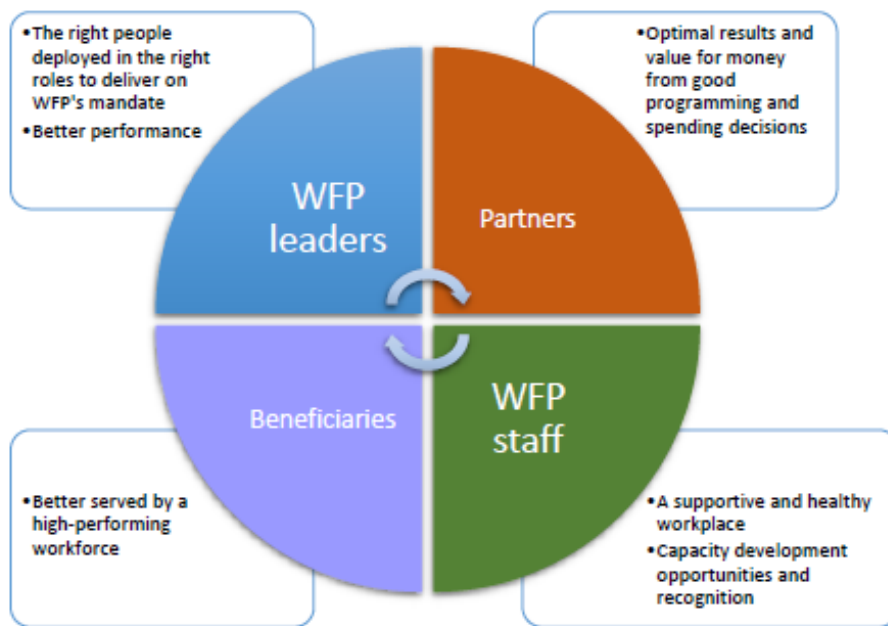 •The right people
deployed in the right
roles to deliver on
WFP's mandate
•Better performance
•Optimal results and
value for money
from good
programming and
spending decisions
WFP
leaders
Partners
Beneficiaries
WFP
staff
•Better served by a
high-performing
workforce
•A supportive and healthy
workplace
•Capacity development
opportunities and
recognition